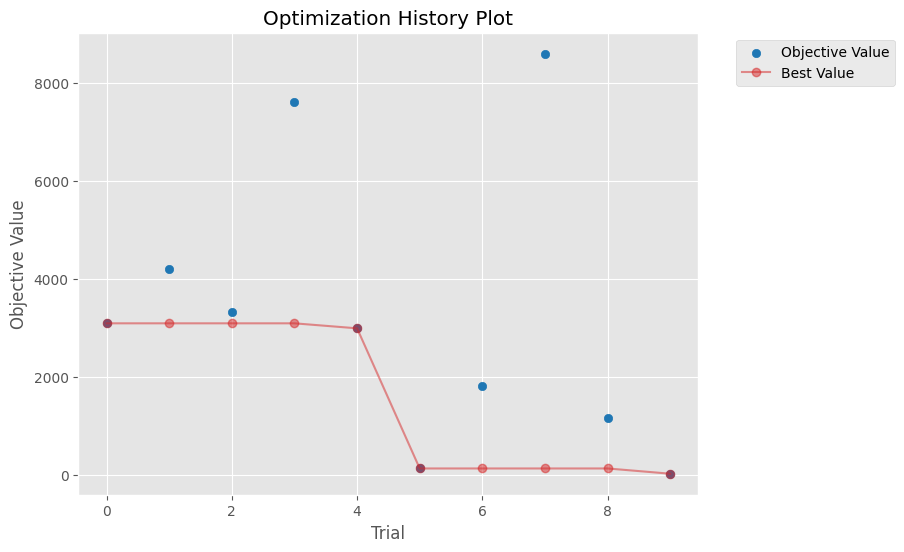 Optimization History Plot
Objective Value
Best Value
8000
6000
4000
2000
0
Objective Value
0 2 4 6 8
Trial